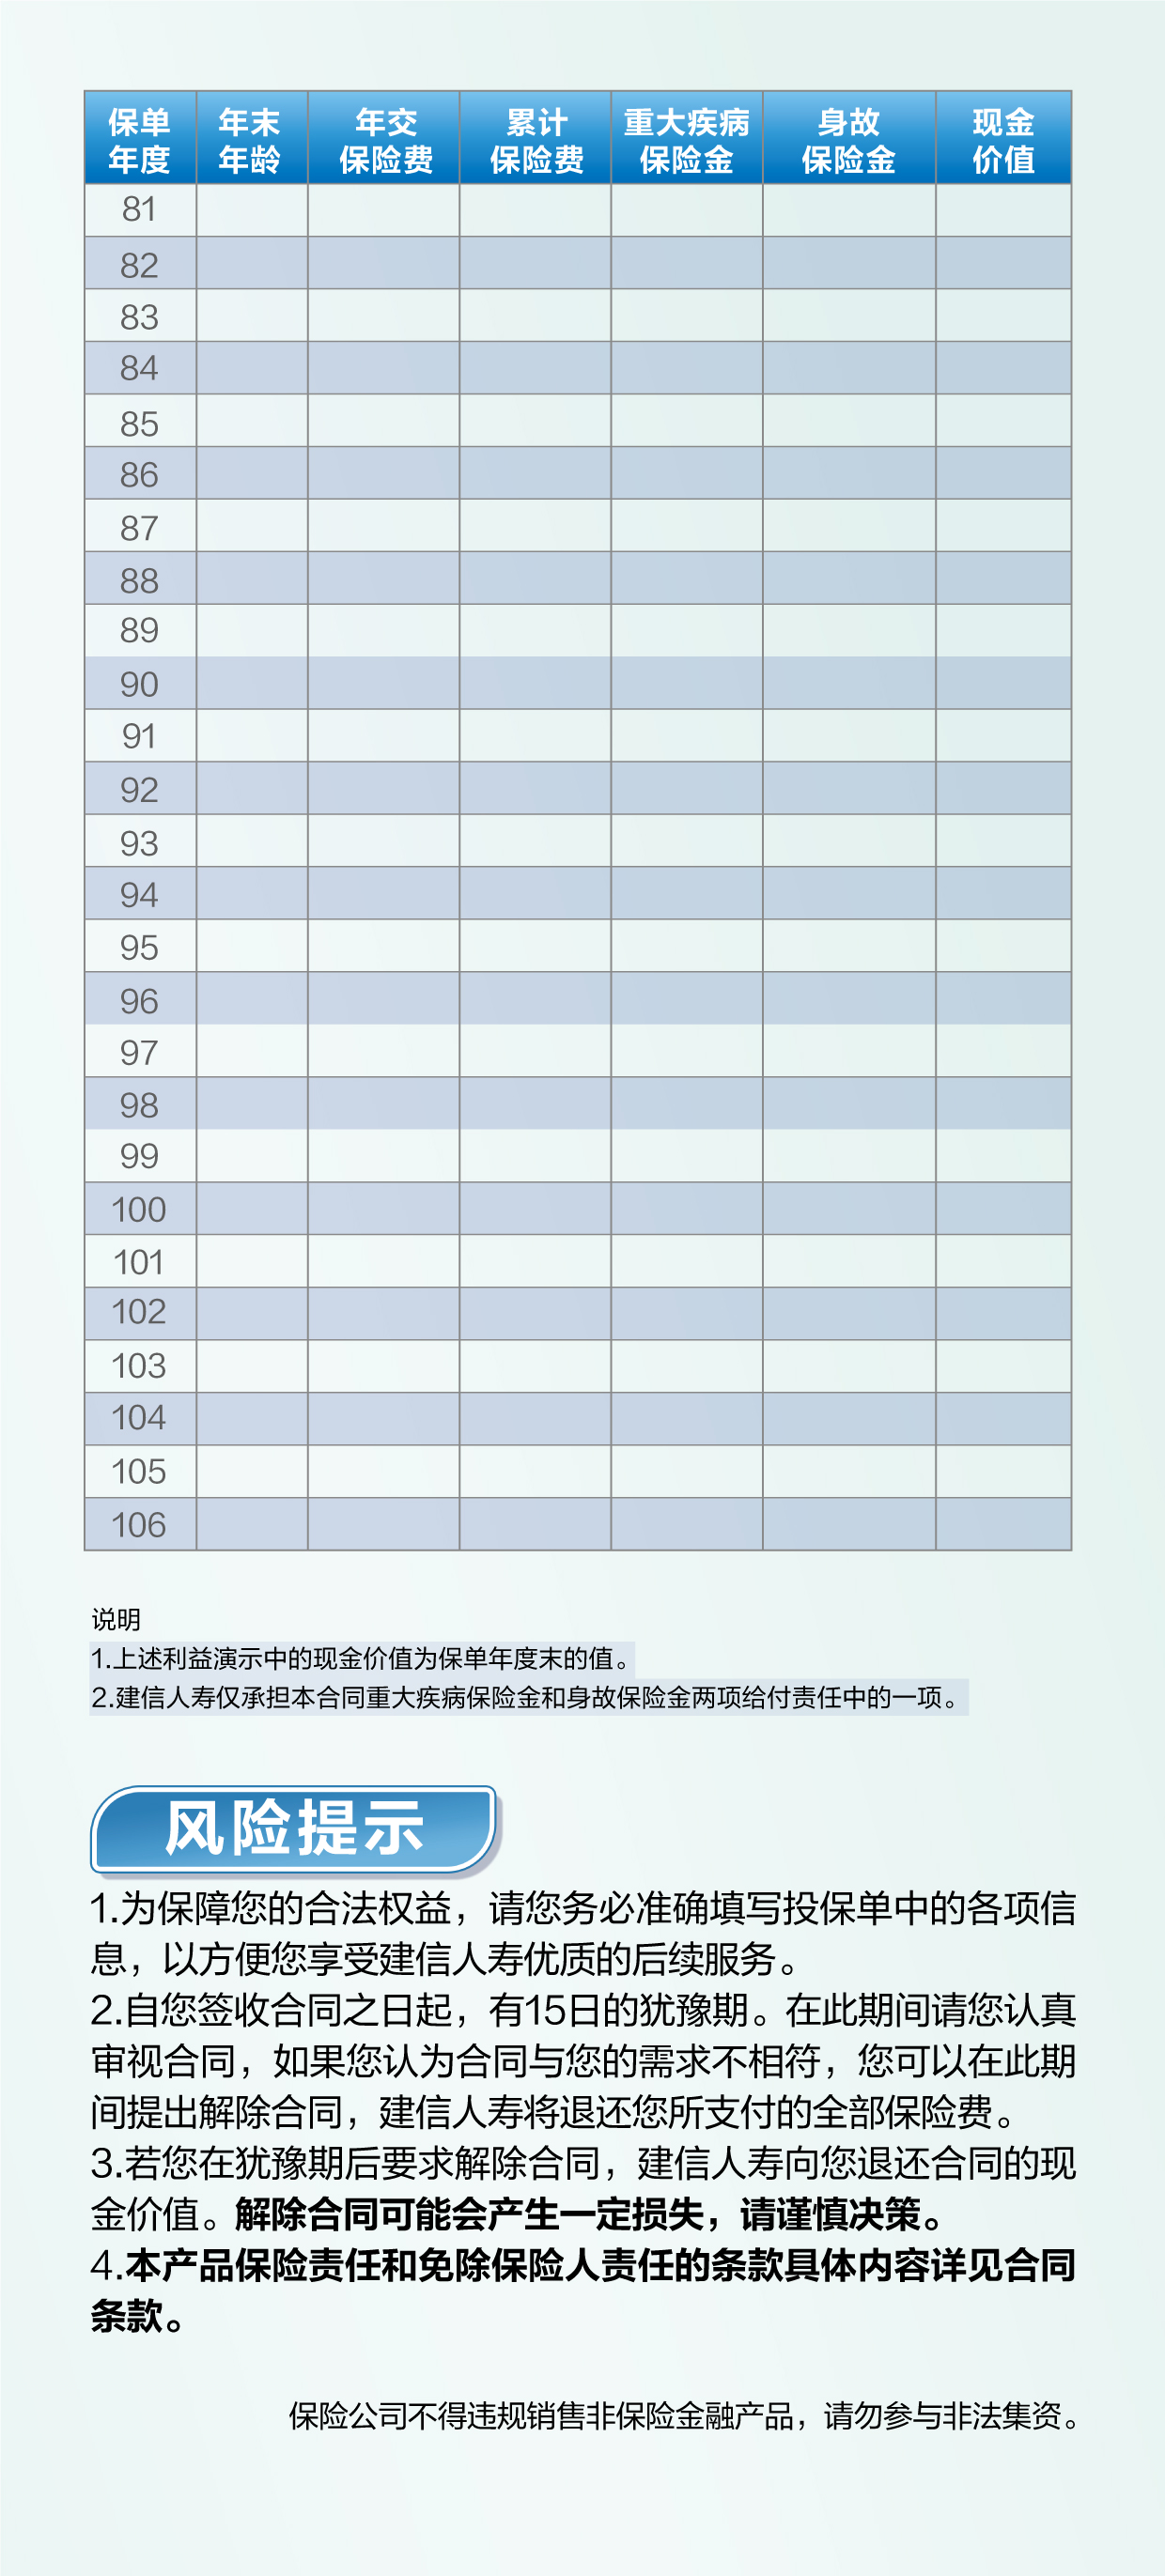 保单 年末 年交 累计 重大疾病 身故 现金
年度 年龄 保险费 保险费 保险金 保险金 价值
81
82
83
84
85
86
87
88
89
90
91
92
93
94
95
96
97
98
99
100
101
102
103
104
105
106
说明
1.上述利益演示中的现金价值为保单年度末的值。
2.建信人寿仅承担本合同重大疾病保险金和身故保险金两项给付责任中的一项。
风险提示
1.为保障您的合法权益，请您务必准确填写投保单中的各项信
息，以方便您享受建信人寿优质的后续服务。
2.自您签收合同之日起，有15日的犹豫期。在此期间请您认真
审视合同，如果您认为合同与您的需求不相符，您可以在此期
间提出解除合同，建信人寿将退还您所支付的全部保险费。
3.若您在犹豫期后要求解除合同，建信人寿向您退还合同的现
金价值。解除合同可能会产生一定损失，请谨慎决策。
4.本产品保险责任和免除保险人责任的条款具体内容详见合同
条款。
保险公司不得违规销售非保险金融产品，请勿参与非法集资。